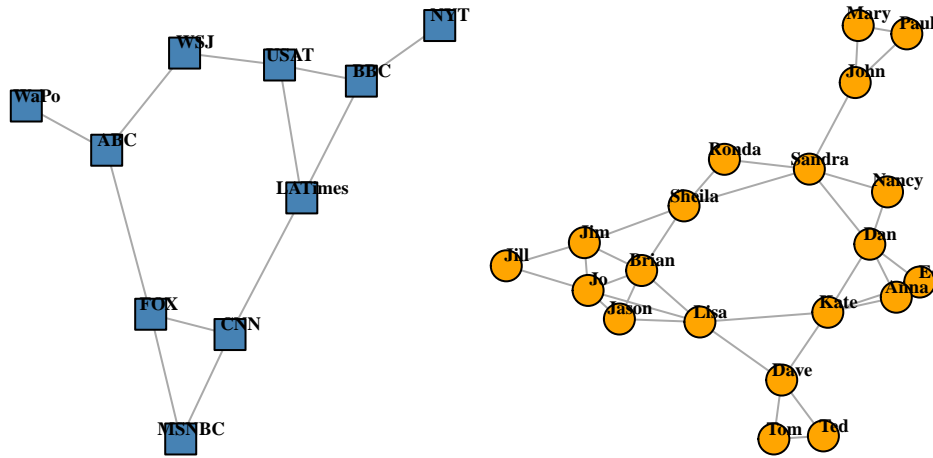 NYT
WSJ
USAT
BBC
WaPo
ABC
LATimes
FOX
CNN
MSNBC
Mary
Paul
John
Ronda
Sandra
Sheila
Nancy
Jim
Dan
Jill
Brian
Jo
Anna
Jason
Lisa
Kate
Dave
Tom
Ted